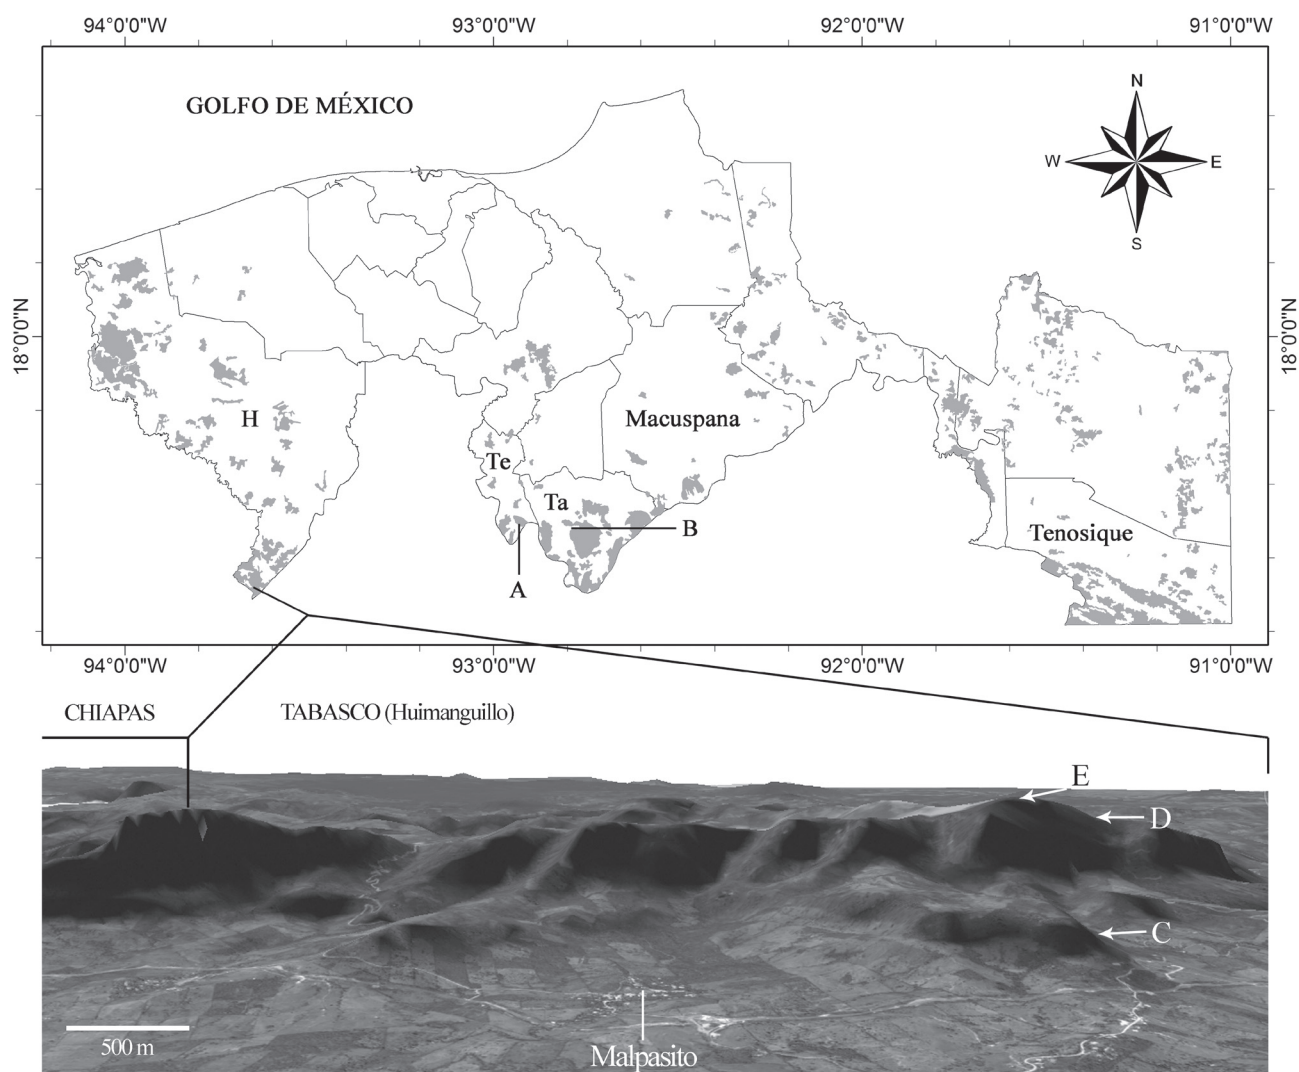 94°0'0"W 93°0'0"W 92°0'0"W 91°0'0"W
GOLFO DE MÉXICO
N
W E
S
18°0'0"N 18°0'0"N
H
Macuspana
Te
Ta
B
Tenosique
A
94°0'0"W 93°0'0"W 92°0'0"W 91°0'0"W
CHIAPAS TABASCO (Huimanguillo)
E
D
C
500 m
Malpasito